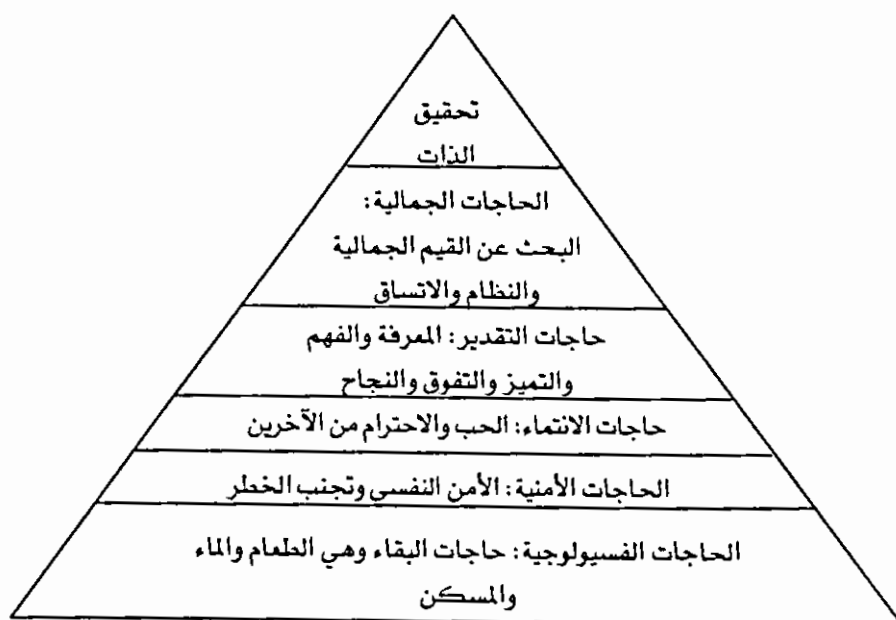 تحقيق
الذات
الحاجات الجمالية:
البحث عن القيم الجمالية
والنظام والاتساق
حاجات التقدير: المعرفة والفهم
والتميز والتفوق والنجاح
حاجات الانتماء: الحب والاحترام من الآخرين
الحاجات الأمنية: الأمن النفسي وتجنب الخطر
الحاجات الفسيولوجية: حاجات البقاء وهي الطعام والماء
والمسكن